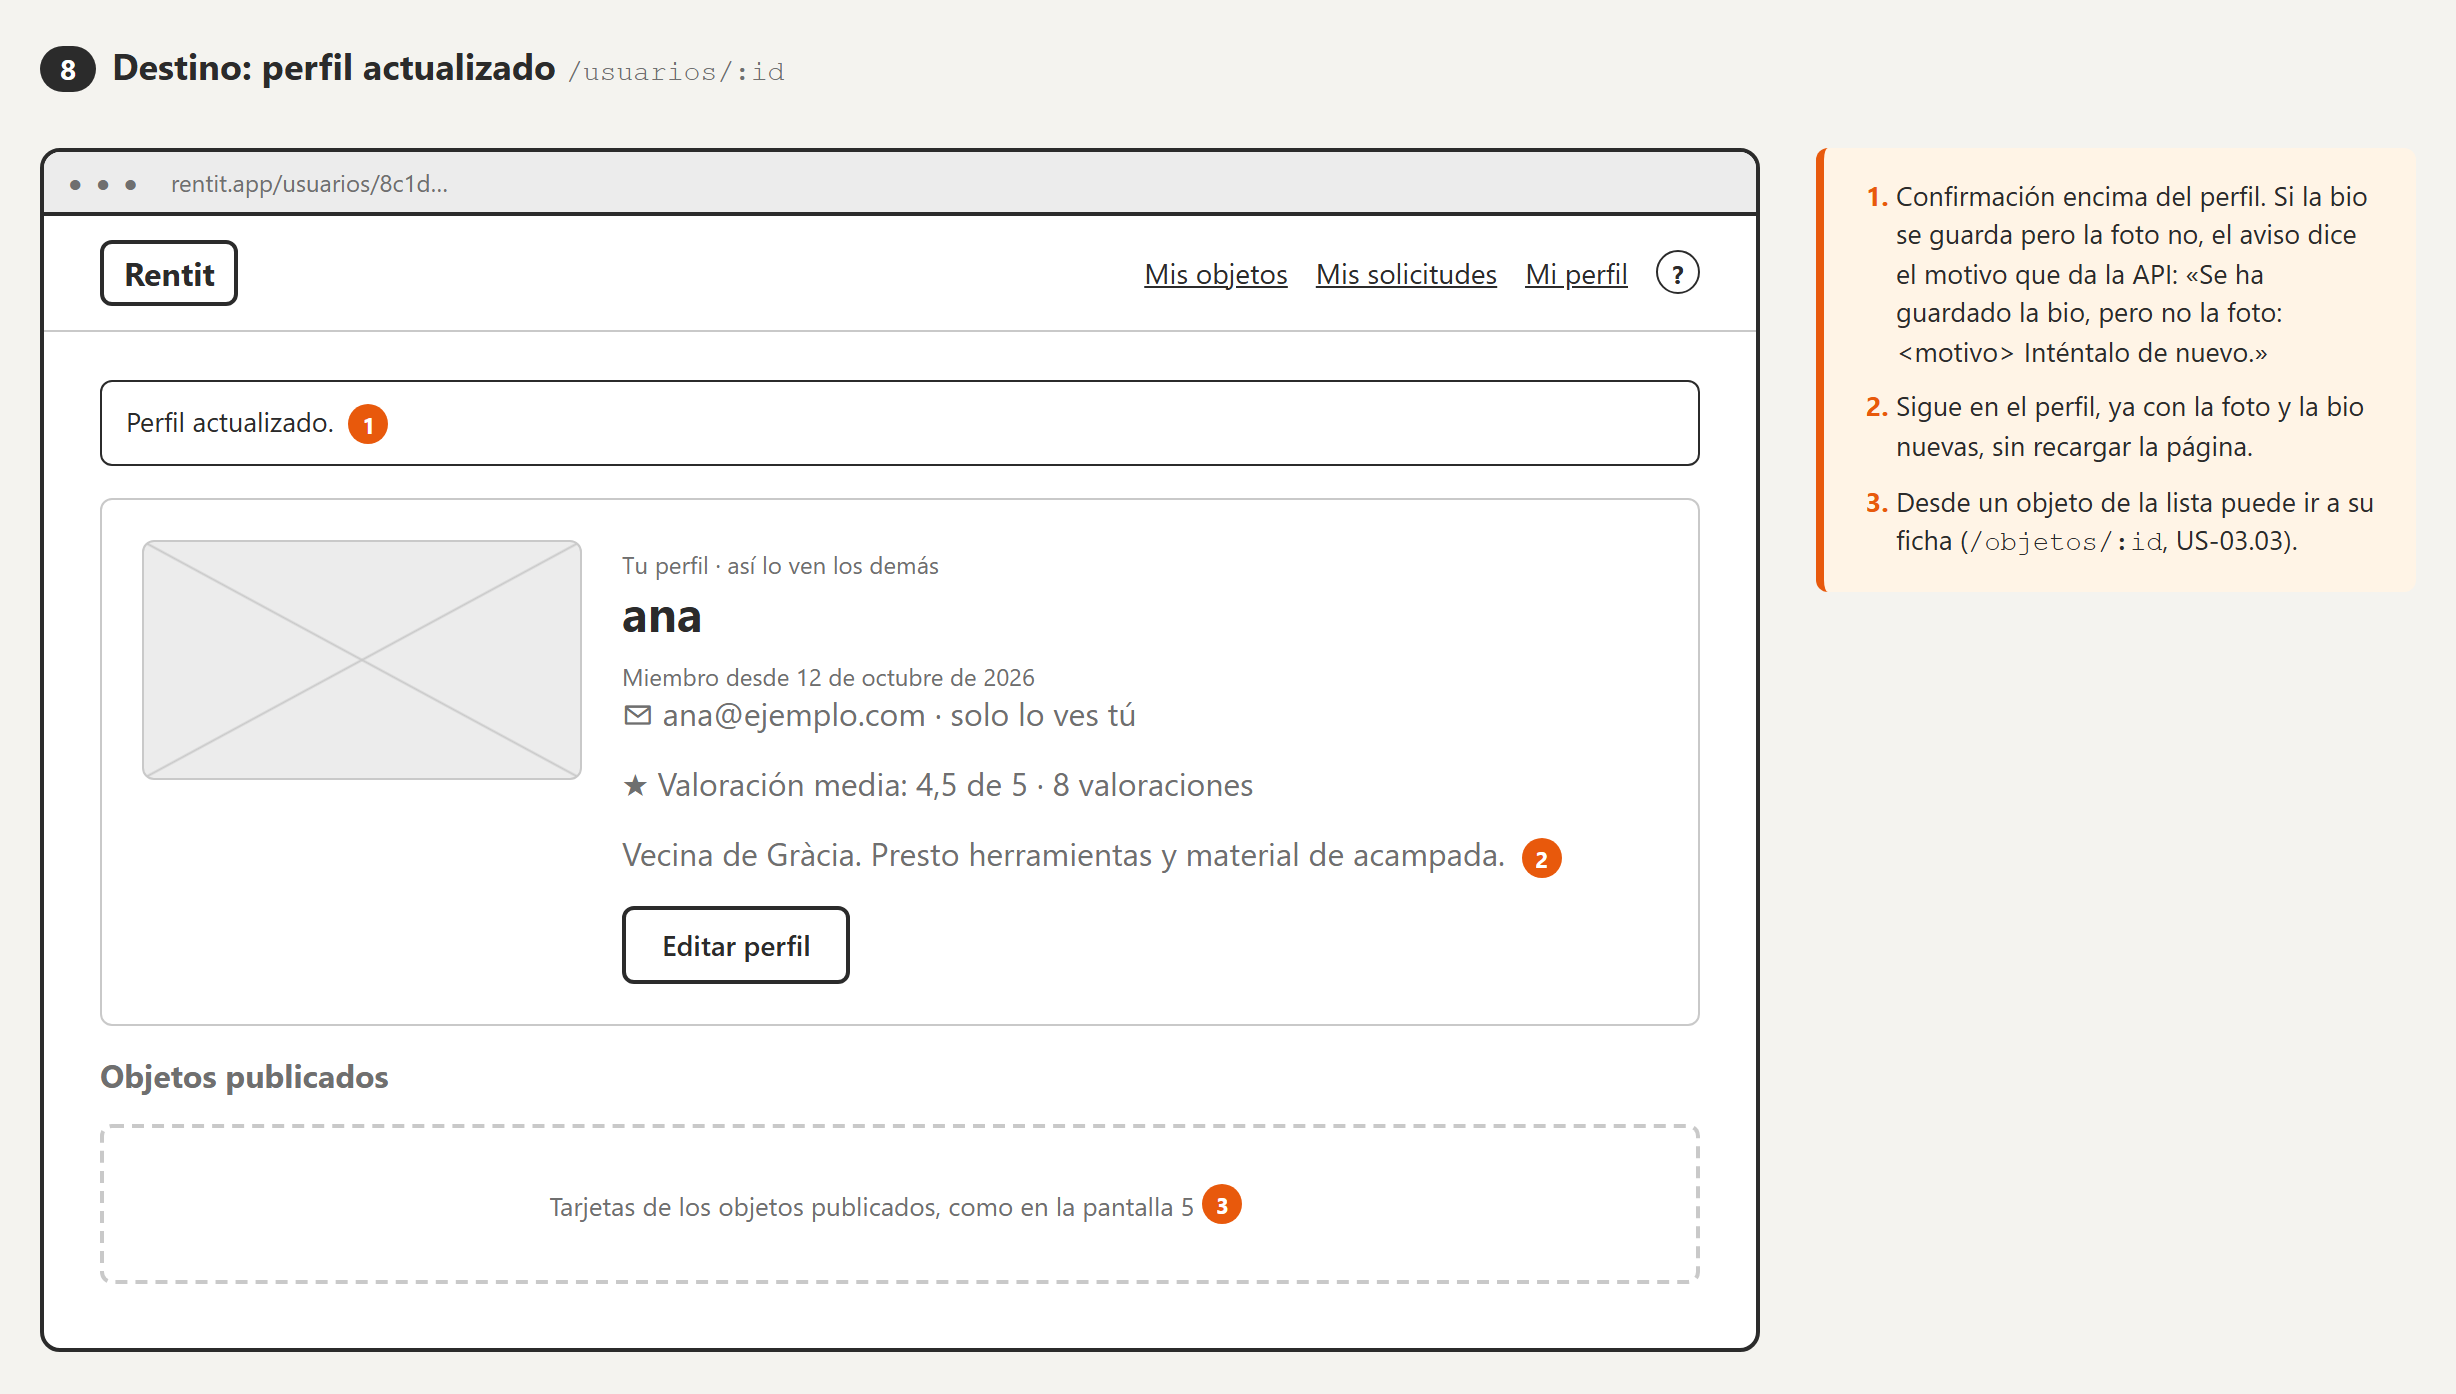 8 Destino: perfil actualizado /usuarios/:id
rentit.app/usuarios/8c1d...
Rentit
Mis objetos Mis solicitudes Mi perfil ?
Perfil actualizado. 1
Tu perfil · así lo ven los demás
ana
Miembro desde 12 de octubre de 2026
ana@ejemplo.com · solo lo ves tú
★ Valoración media: 4,5 de 5 · 8 valoraciones
Vecina de Gràcia. Presto herramientas y material de acampada. 2
Editar perfil
Objetos publicados
Tarjetas de los objetos publicados, como en la pantalla 5 3
1. Confirmación encima del perfil. Si la bio
se guarda pero la foto no, el aviso dice
el motivo que da la API: «Se ha
guardado la bio, pero no la foto:
<motivo> Inténtalo de nuevo.»
2. Sigue en el perfil, ya con la foto y la bio
nuevas, sin recargar la página.
3. Desde un objeto de la lista puede ir a su
ficha (/objetos/:id, US-03.03).